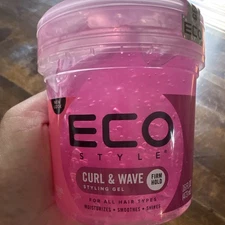 ECO
STYLE
CURL & WAVE
STYLING GEL
FIRM
HOLD
FOR ALL HAIR TYPES
MOISTURIZES • SMOOTHES • SHINES